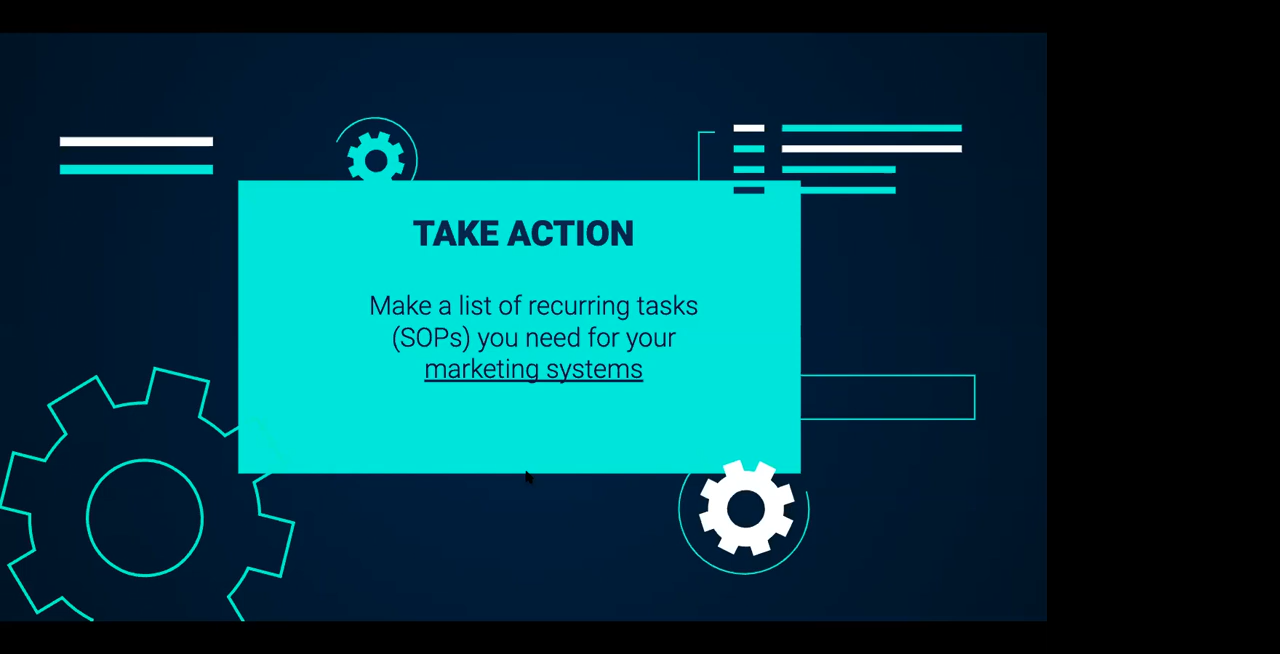 TAKE ACTION
Make a list of recurring tasks
(SOPs) you need for your
marketing systems